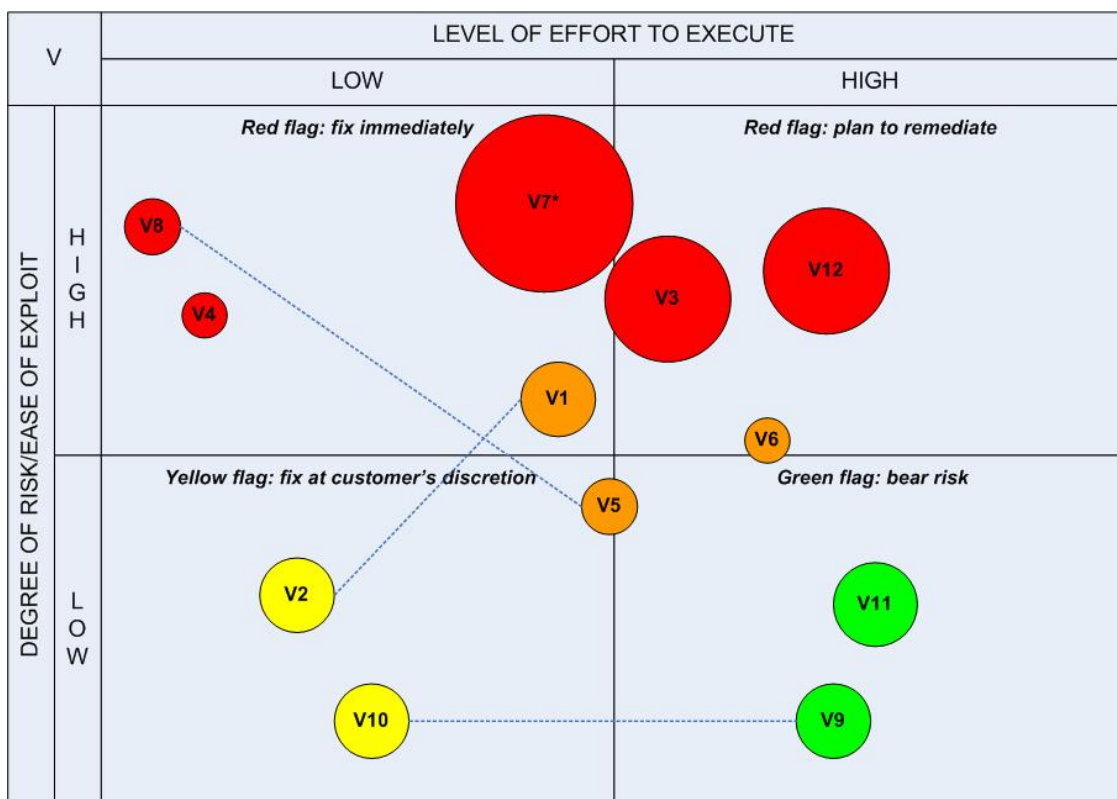 V
LEVEL OF EFFORT TO EXECUTE
LOW
HIGH
DEGREE OF RISK/EASE OF EXPLOIT
HIGH
LOW
Red flag: fix immediately
Red flag: plan to remediate
V7*
V8
V12
V3
V4
V1
V6
Yellow flag: fix at customer's discretion
Green flag: bear risk
V5
V2
V11
V10
V9